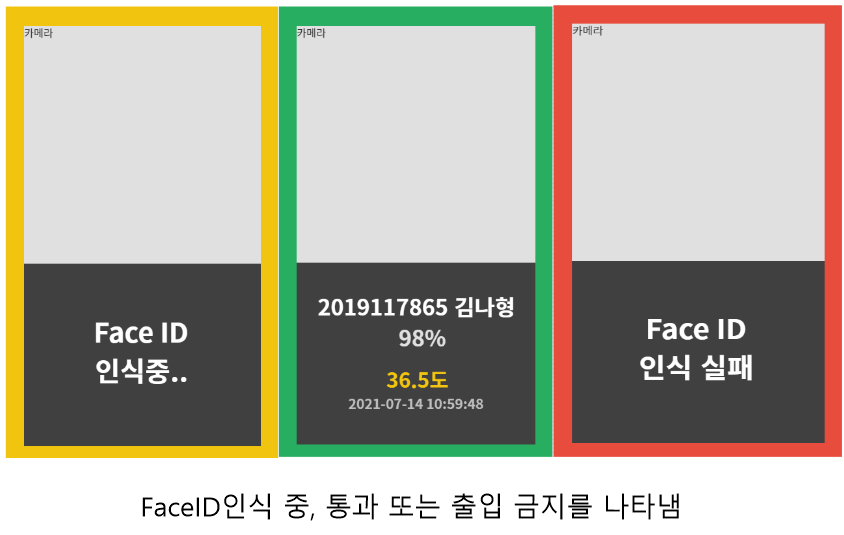 카메라
Face ID
인식중..
카메라
2019117865 김나형
98%
36.5도
2021-07-14 10:59:48
카메라
Face ID
인식 실패
FaceID인식 중, 통과 또는 출입 금지를 나타냄